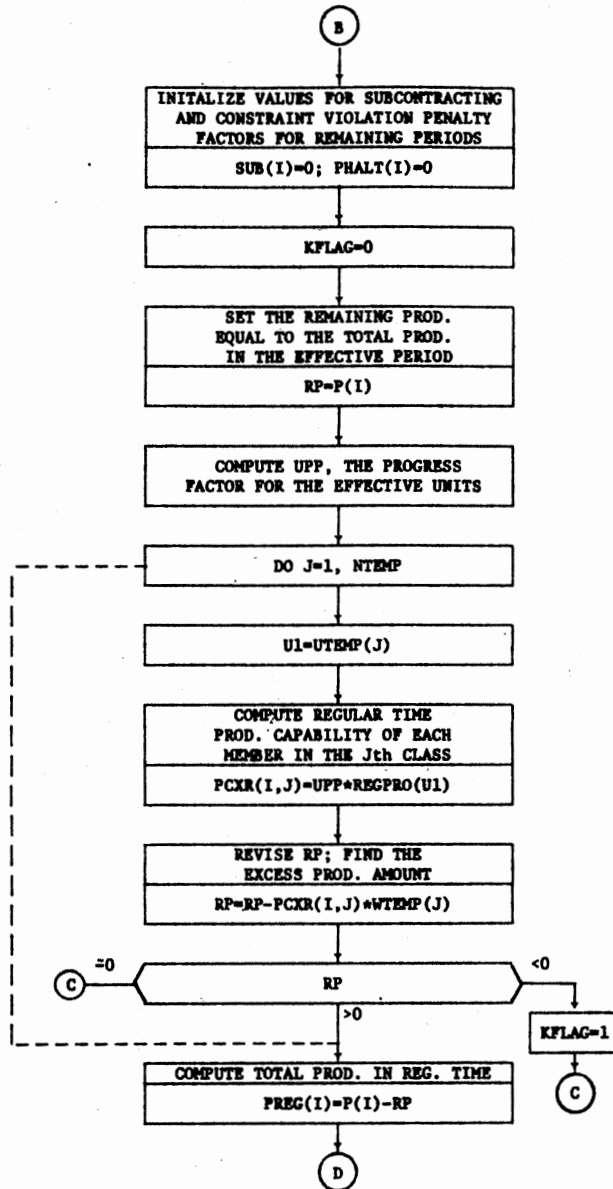 B
INITALIZE VALUES FOR SUBCONTRACTING
AND CONSTRAINT VIOLATION PENALTY
FACTORS FOR REMAINING PERIODS
SUB(I)=0; PHALT(I)=0
KFLAG=0
SET THE REMAINING PROD.
EQUAL TO THE TOTAL PROD.
IN THE EFFECTIVE PERIOD
RP=P(I)
COMPUTE UPP, THE PROGRESS
FACTOR FOR THE EFFECTIVE UNITS
DO J=1, NTEMP
U1=UTEMP(J)
COMPUTE REGULAR TIME
PROD. CAPABILITY OF EACH
MEMBER IN THE Jth CLASS
PCXR(I,J)=UPP*REGPRO(U1)
REVISE RP; FIND THE
EXCESS PROD. AMOUNT
RP=RP-PCXR(I,J)*WTEMP(J)
C
=0
RP
<0
>0
KFLAG=1
C
COMPUTE TOTAL PROD. IN REG. TIME
PREG(I)=P(I)-RP
D